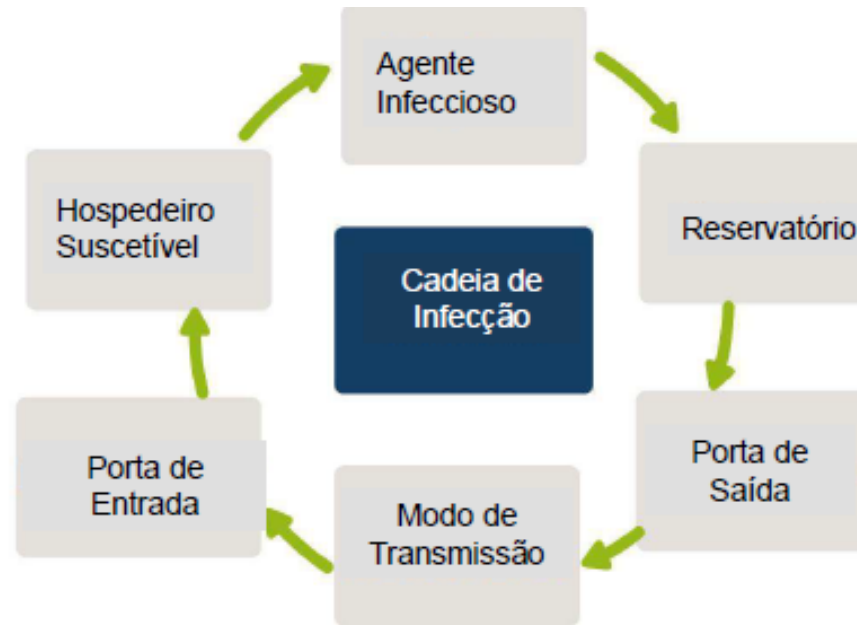 Agente
Infeccioso
Reservatório
Porta de
Saída
Modo de
Transmissão
Porta de
Entrada
Hospedeiro
Suscetível
Cadeia de
Infecção